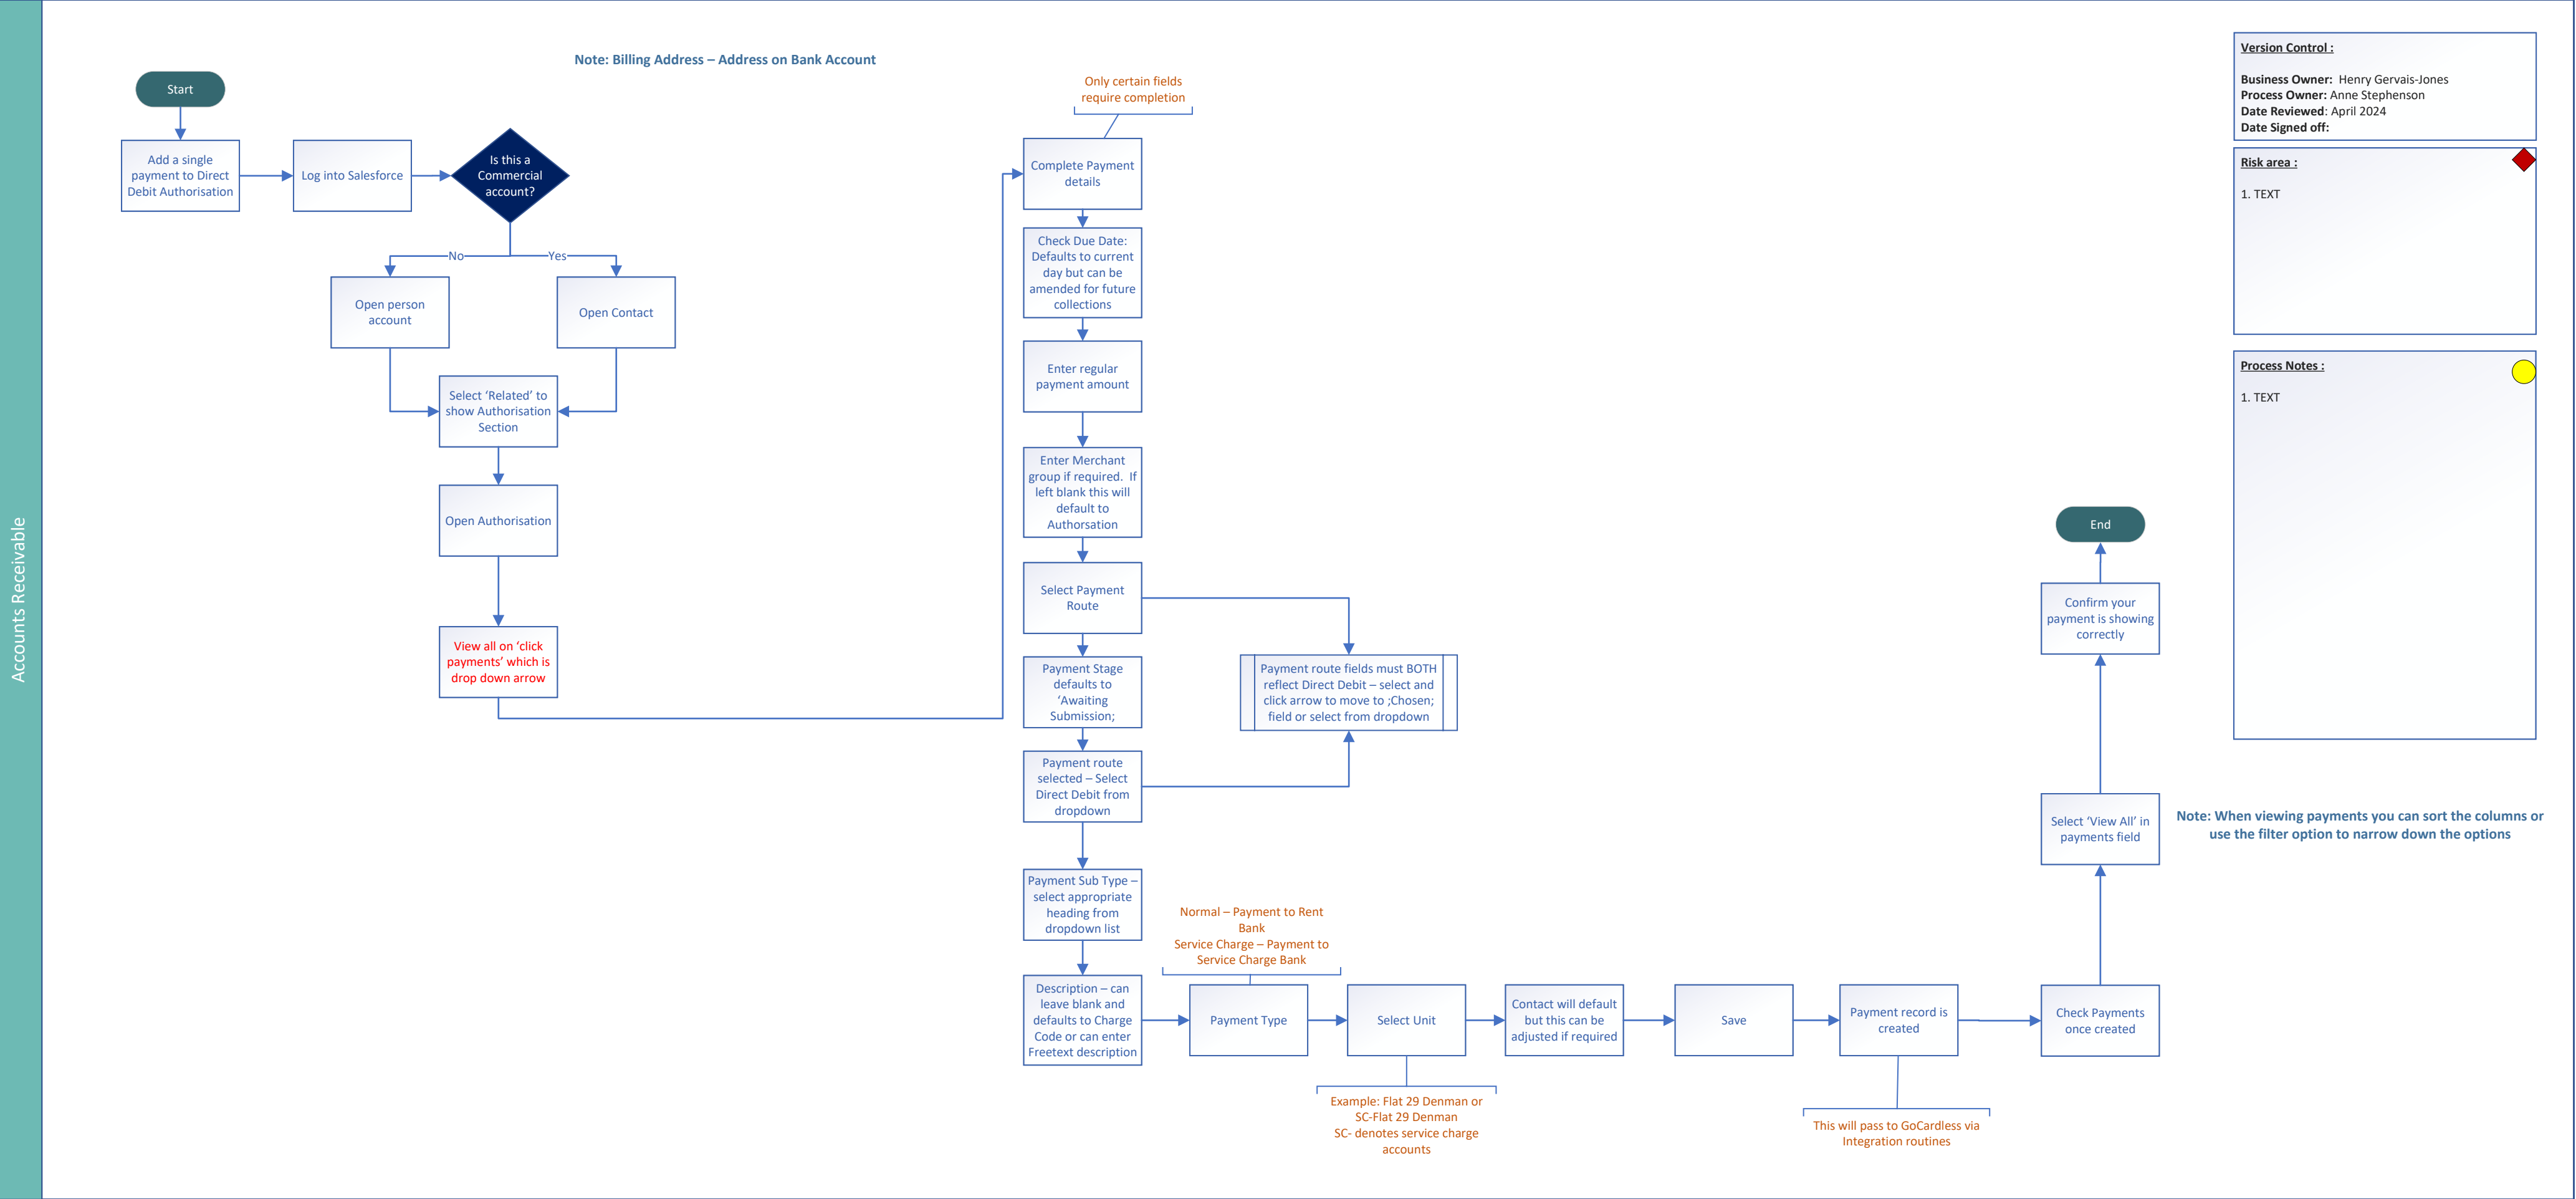 Accounts Receivable
Note: Billing Address – Address on Bank Account
Start
Add a single
payment to Direct
Debit Authorisation
Log into Salesforce
Is this a
Commercial
account?
No
Yes
Open person
account
Open Contact
Select ‘Related’ to
show Authorisation
Section
Open Authorisation
View all on ‘click
payments’ which is
drop down arrow
Only certain fields
require completion
Complete Payment
details
Check Due Date:
Defaults to current
day but can be
amended for future
collections
Enter regular
payment amount
Enter Merchant
group if required.  If
left blank this will
default to
Authorsation
Select Payment
Route
Payment Stage
defaults to
‘Awaiting
Submission;
Payment route fields must BOTH
reflect Direct Debit – select and
click arrow to move to ;Chosen;
field or select from dropdown
Payment route
selected – Select
Direct Debit from
dropdown
Payment Sub Type –
select appropriate
heading from
dropdown list
Description – can
leave blank and
defaults to Charge
Code or can enter
Freetext description
Normal – Payment to Rent
Bank
Service Charge – Payment to
Service Charge Bank
Payment Type
Select Unit
Example: Flat 29 Denman or
SC-Flat 29 Denman
SC- denotes service charge
accounts
Contact will default
but this can be
adjusted if required
Save
Payment record is
created
This will pass to GoCardless via
Integration routines
Check Payments
once created
Select ‘View All’ in
payments field
Note: When viewing payments you can sort the columns or
use the filter option to narrow down the options
Confirm your
payment is showing
correctly
End
Version Control :
Business Owner:  Henry Gervais-Jones
Process Owner: Anne Stephenson
Date Reviewed: April 2024
Date Signed off:
Risk area :
1. TEXT
Process Notes :
1. TEXT